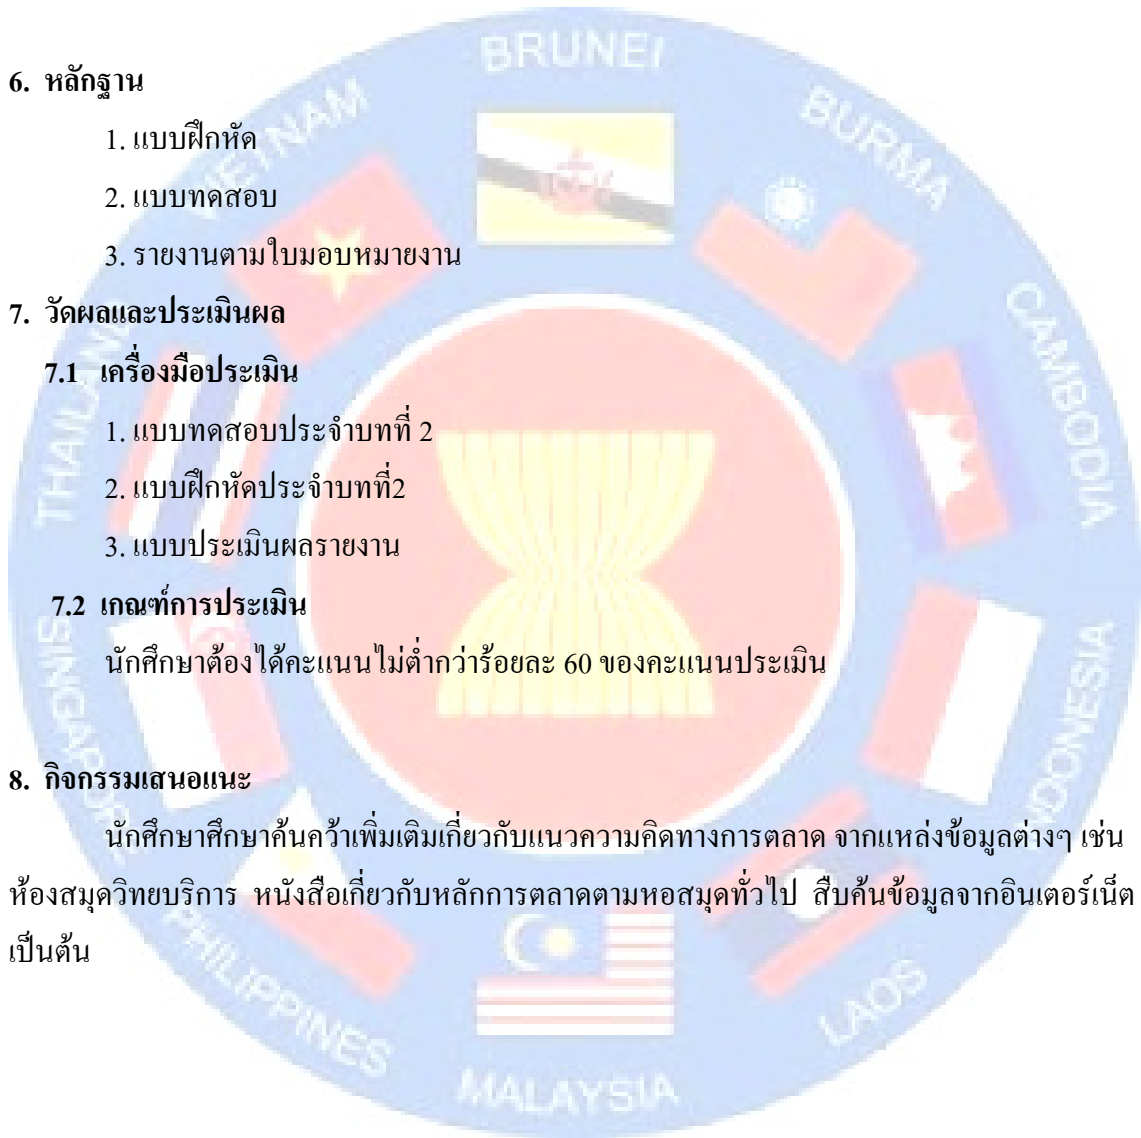 BRUNEI
BURMA
VIETNAM
CAMBODIA
THAILAND
INDONESIA
SINGAPORE
LAOS
PHILIPPINES
MALAYSIA
6. หลักฐาน
1. แบบฝึกหัด
2. แบบทดสอบ
3. รายงานตามใบมอบหมายงาน
7. วัดผลและประเมินผล
7.1 เครื่องมือประเมิน
1. แบบทดสอบประจำบทที่ 2
2. แบบฝึกหัดประจำบทที่2
3. แบบประเมินผลรายงาน
7.2 เกณฑ์การประเมิน
นักศึกษาต้องได้คะแนนไม่ต่ำกว่าร้อยละ 60 ของคะแนนประเมิน
8. กิจกรรมเสนอแนะ
นักศึกษาศึกษาค้นคว้าเพิ่มเติมเกี่ยวกับแนวความคิดทางการตลาด จากแหล่งข้อมูลต่างๆ เช่น
ห้องสมุดวิทยบริการ หนังสือเกี่ยวกับหลักการตลาดตามหอสมุดทั่วไป สืบค้นข้อมูลจากอินเตอร์เน็ต
เป็นต้น